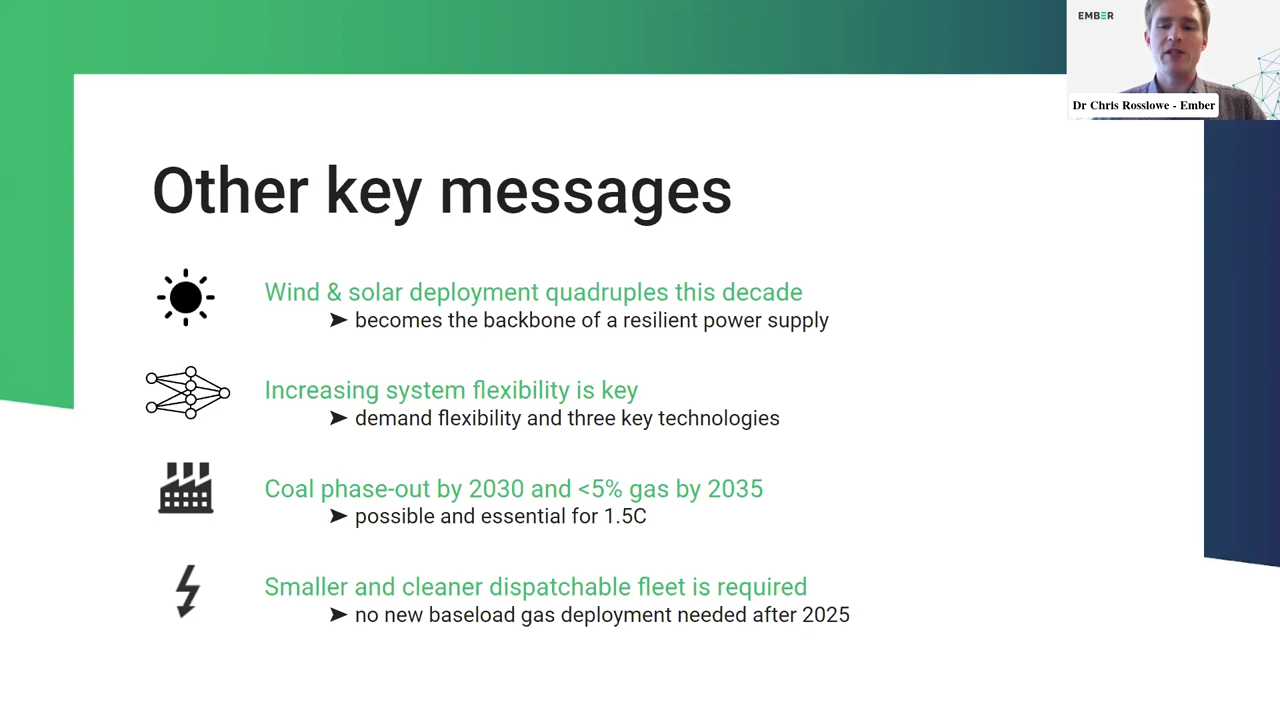 EMBER
Dr Chris Rosslowe - Ember
Other key messages
Wind & solar deployment quadruples this decade
➤ becomes the backbone of a resilient power supply
Increasing system flexibility is key
➤ demand flexibility and three key technologies
Coal phase-out by 2030 and <5% gas by 2035
➤ possible and essential for 1.5C
Smaller and cleaner dispatchable fleet is required
➤ no new baseload gas deployment needed after 2025